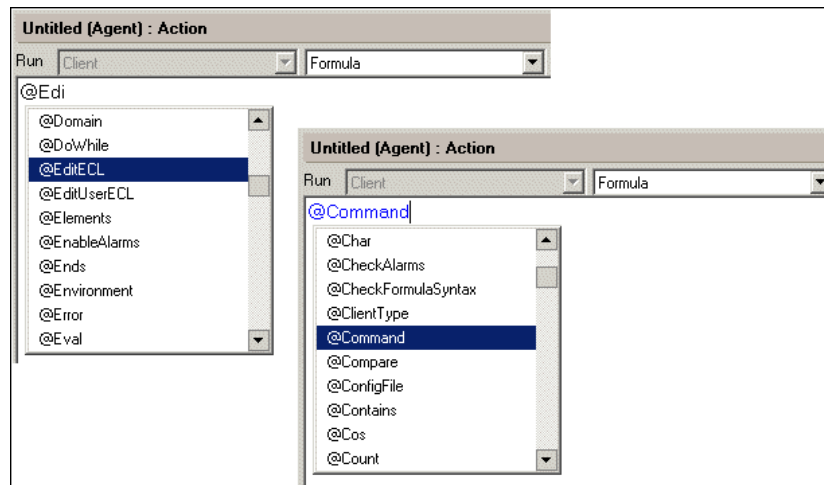 Untitled (Agent) : Action
Run Client Formula
@Edi
@Domain
@DoWhile
@EditECL
@EditUserECL
@Elements
@EnableAlarms
@Ends
@Environment
@Error
@Eval
Untitled (Agent) : Action
Run Client Formula
@Command
@Char
@CheckAlarms
@CheckFormulaSyntax
@ClientType
@Command
@Compare
@ConfigFile
@Contains
@Cos
@Count